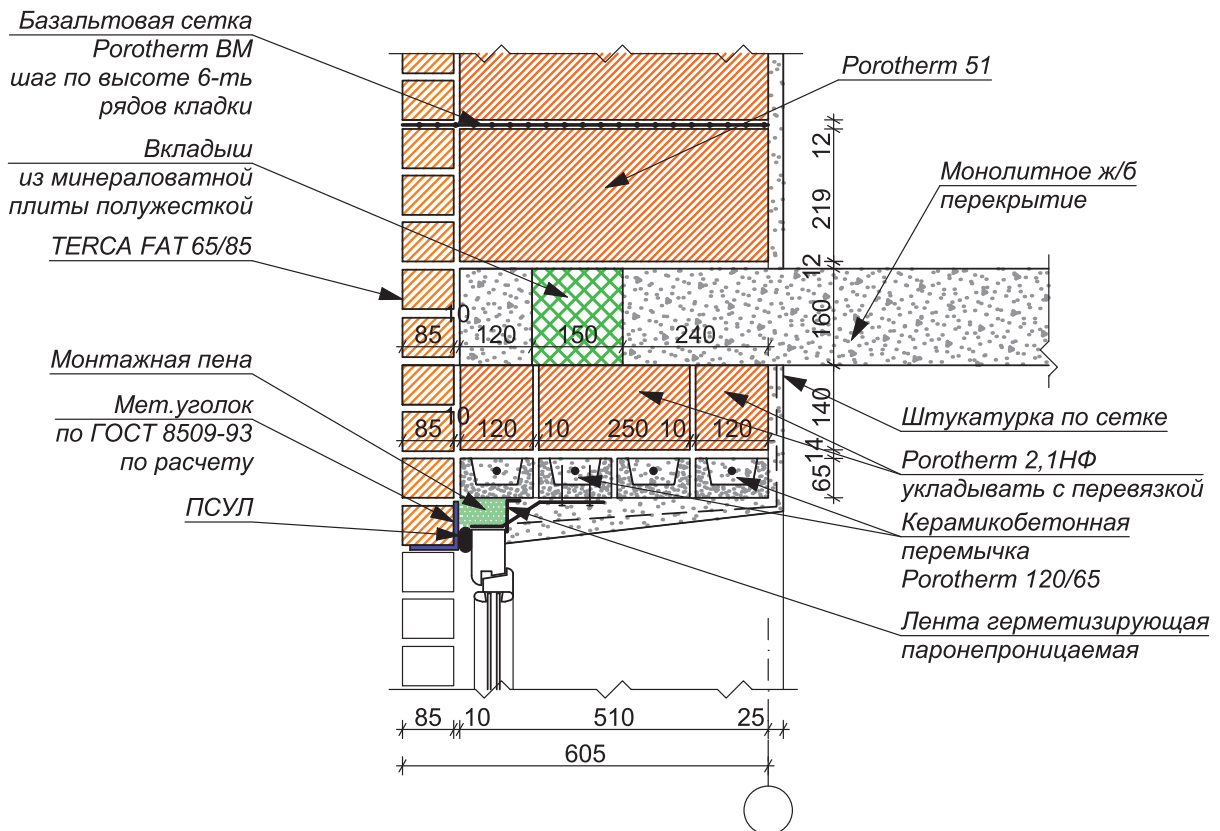 Базальтовая сетка
Porotherm BM
шаг по высоте 6-ть
рядов кладки
Вкладыш
из минераловатной
плиты полужесткой
TERCA FAT 65/85
Монтажная пена
Мет.уголок
по ГОСТ 8509-93
по расчету
ПСУЛ
Porotherm 51
Монолитное ж/б
перекрытие
Штукатурка по сетке
Porotherm 2,1НФ
укладывать с перевязкой
Керамикобетонная
перемычка
Porotherm 120/65
Лента герметизирующая
паронепроницаемая
12
219
12
160
140
14
65
85 10 120 150 240
85 10 120 10 250 10 120
85 10 510 25
605